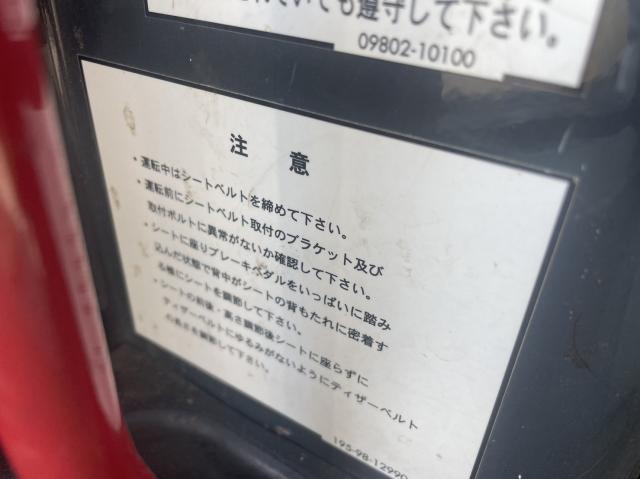 いても遵守して下さい。
09802-10100
注 意
・運転中はシートベルトを締めて下さい。
・運転前にシートベルト取付のブラケット及び
取付ボルトに異常がないか確認して下さい。
・シートに座りブレーキペダルをいっぱいに踏み
込んだ状態で背中がシートの背もたれに密着す
る様にシートを調節して下さい。
・シートの前後・高さ調節後シートに座らずに
ティザーベルトにゆるみがないようにティザーベルト
の長さを調節して下さい。
195-98-12990